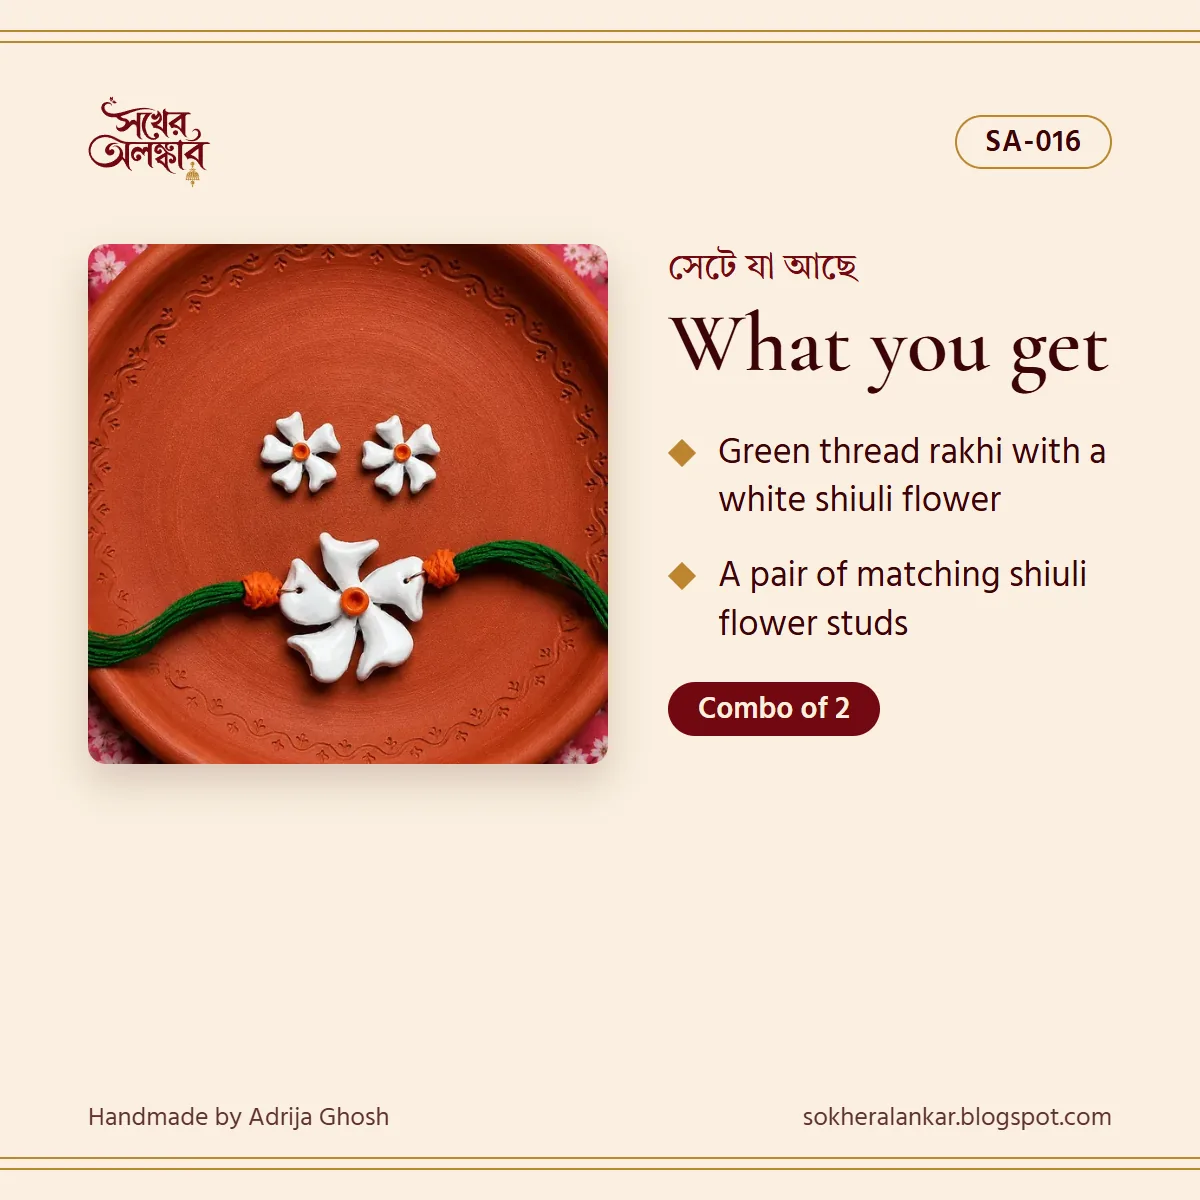 সখের
অলঙ্কার
SA-016
সেটে যা আছে
What you get
Green thread rakhi with a
white shiuli flower
A pair of matching shiuli
flower studs
Combo of 2
Handmade by Adrija Ghosh
sokheralankar.blogspot.com